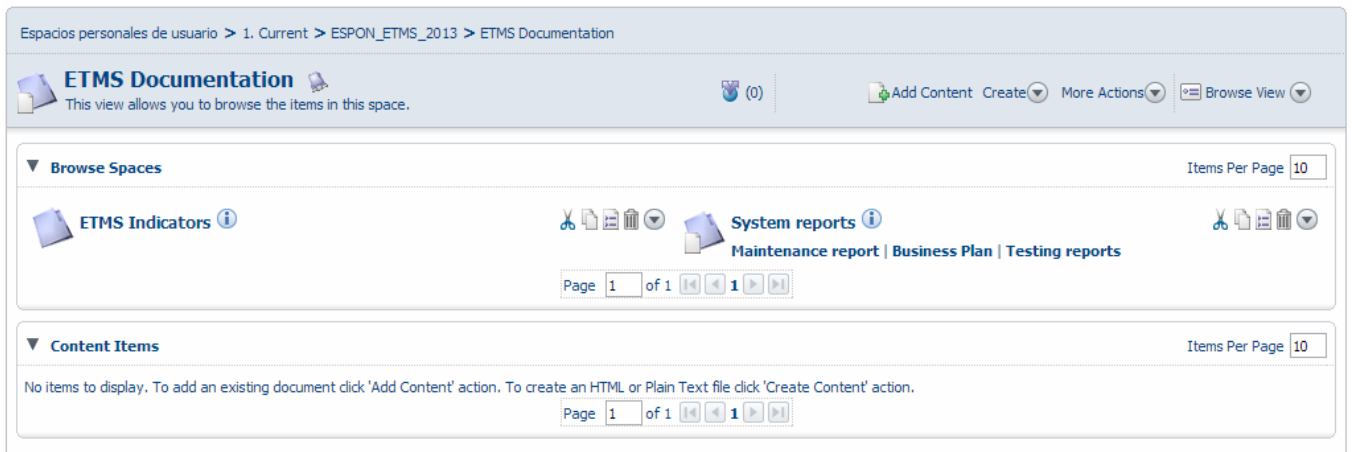 Espacios personales de usuario > 1. Current > ESPON_ETMS_2013 > ETMS Documentation
ETMS Documentation
This view allows you to browse the items in this space.
(0)
Add Content Create More Actions Browse View
Browse Spaces
Items Per Page 10
ETMS Indicators
System reports
Maintenance report | Business Plan | Testing reports
Page 1 of 1 1
Content Items
Items Per Page 10
No items to display. To add an existing document click 'Add Content' action. To create an HTML or Plain Text file click 'Create Content' action.
Page 1 of 1 1